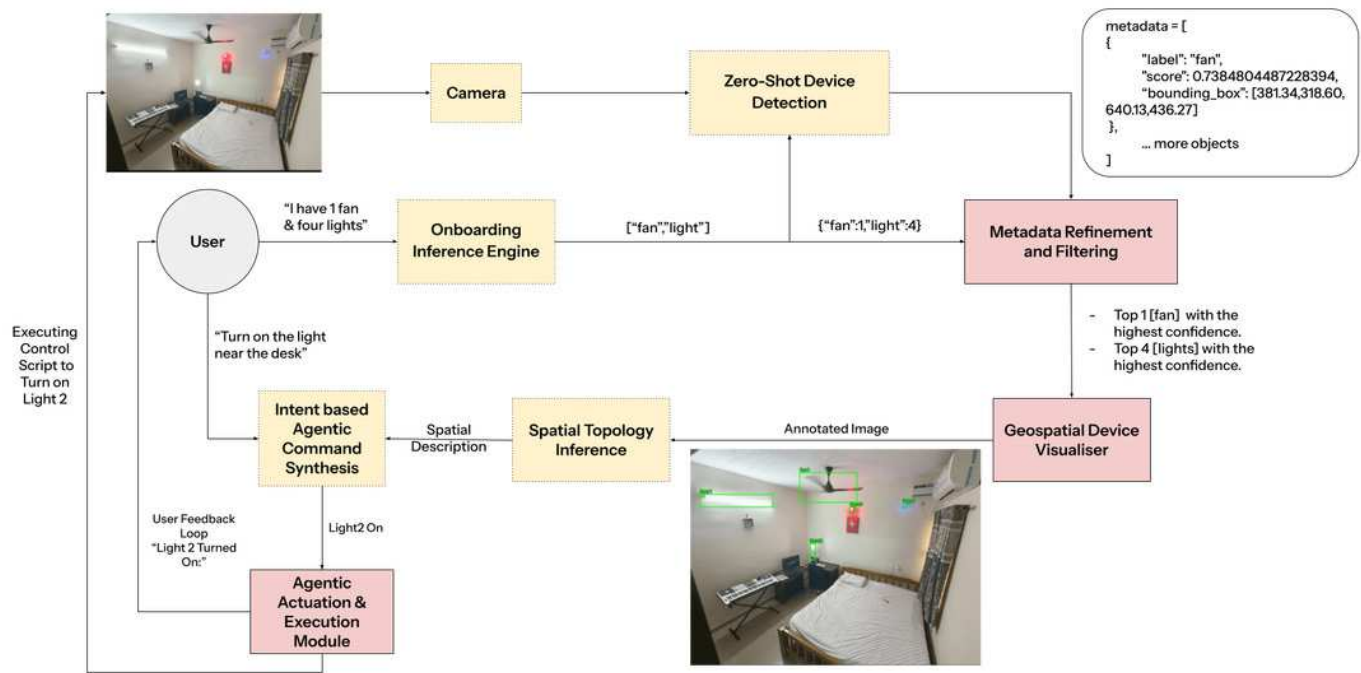 metadata = [
{
"label": "fan",
"score": 0.7384804487228394,
"bounding_box": [381.34,318.60,
640.13,436.27]
},
... more objects
]
Camera
Zero-Shot Device
Detection
User
“I have 1 fan
& four lights”
Onboarding
Inference Engine
[“fan”,”light”]
{“fan”:1,”light”:4}
Metadata Refinement
and Filtering
- Top 1 [fan] with the
highest confidence.
- Top 4 [lights] with the
highest confidence.
Executing
Control
Script to
Turn on
Light 2
“Turn on the light
near the desk”
Intent based
Agentic
Command
Synthesis
Spatial
Description
Spatial Topology
Inference
Annotated Image
Geospatial Device
Visualiser
User Feedback
Loop
“Light 2 Turned
On:”
Light2 On
Agentic
Actuation &
Execution
Module